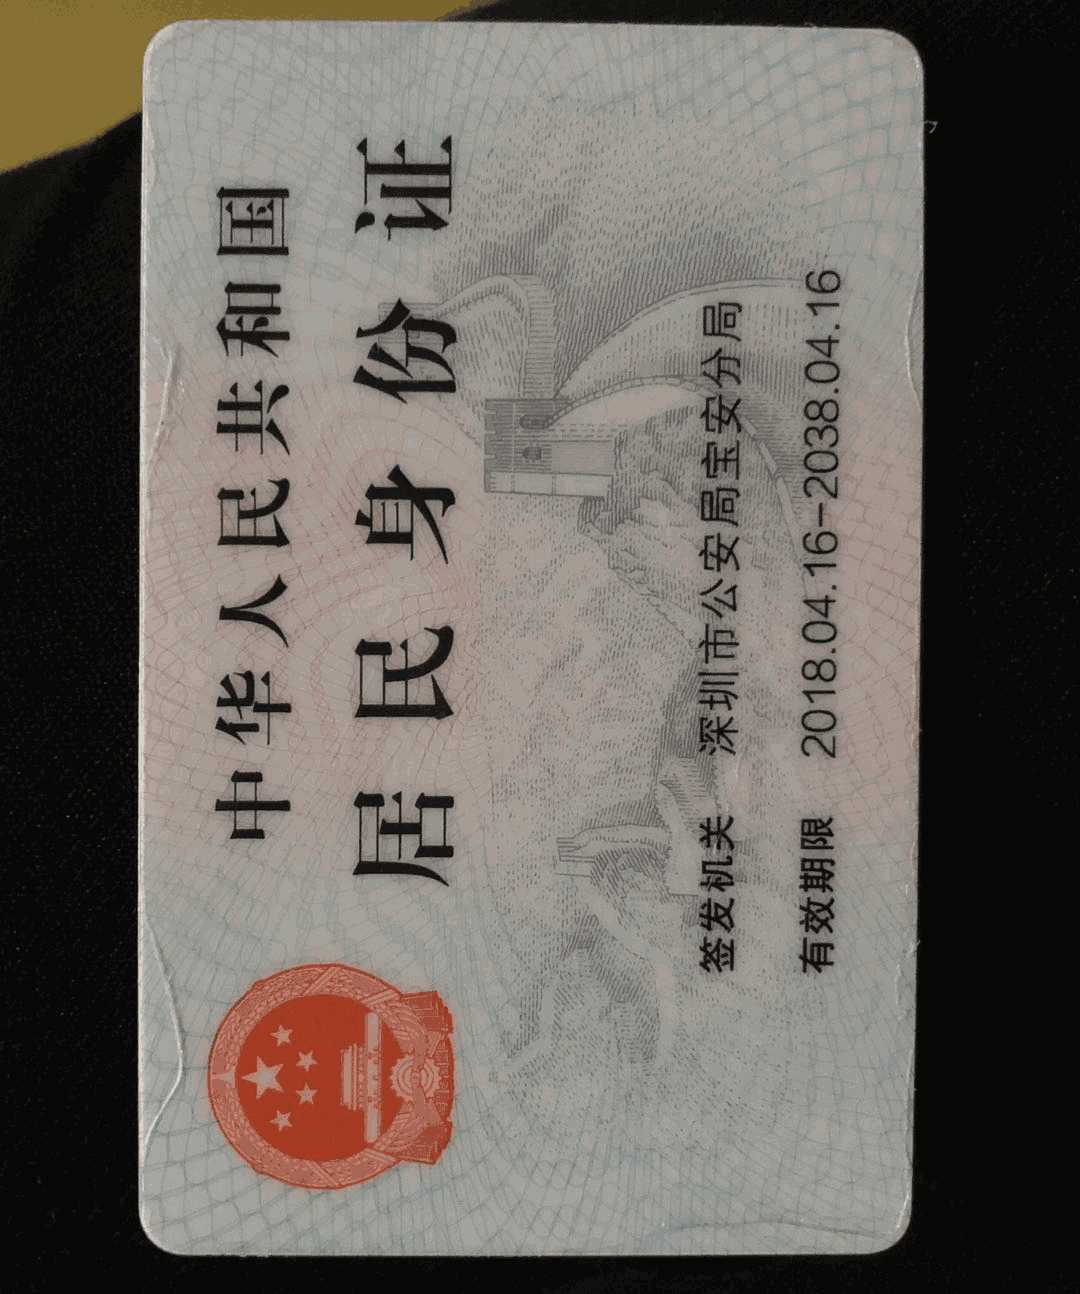 中华人民共和国
居民身份证
签发机关 深圳市公安局宝安分局
有效期限 2018.04.16-2038.04.16